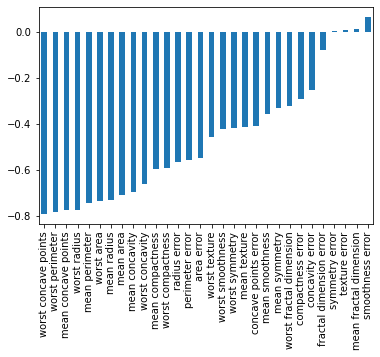 0.0
−0.2
−0.4
−0.6
−0.8
worst concave points
worst perimeter
mean concave points
worst radius
mean perimeter
worst area
mean radius
mean area
mean concavity
worst concavity
mean compactness
worst compactness
radius error
perimeter error
area error
worst texture
worst smoothness
worst symmetry
mean texture
concave points error
mean smoothness
mean symmetry
worst fractal dimension
compactness error
concavity error
fractal dimension error
symmetry error
texture error
mean fractal dimension
smoothness error